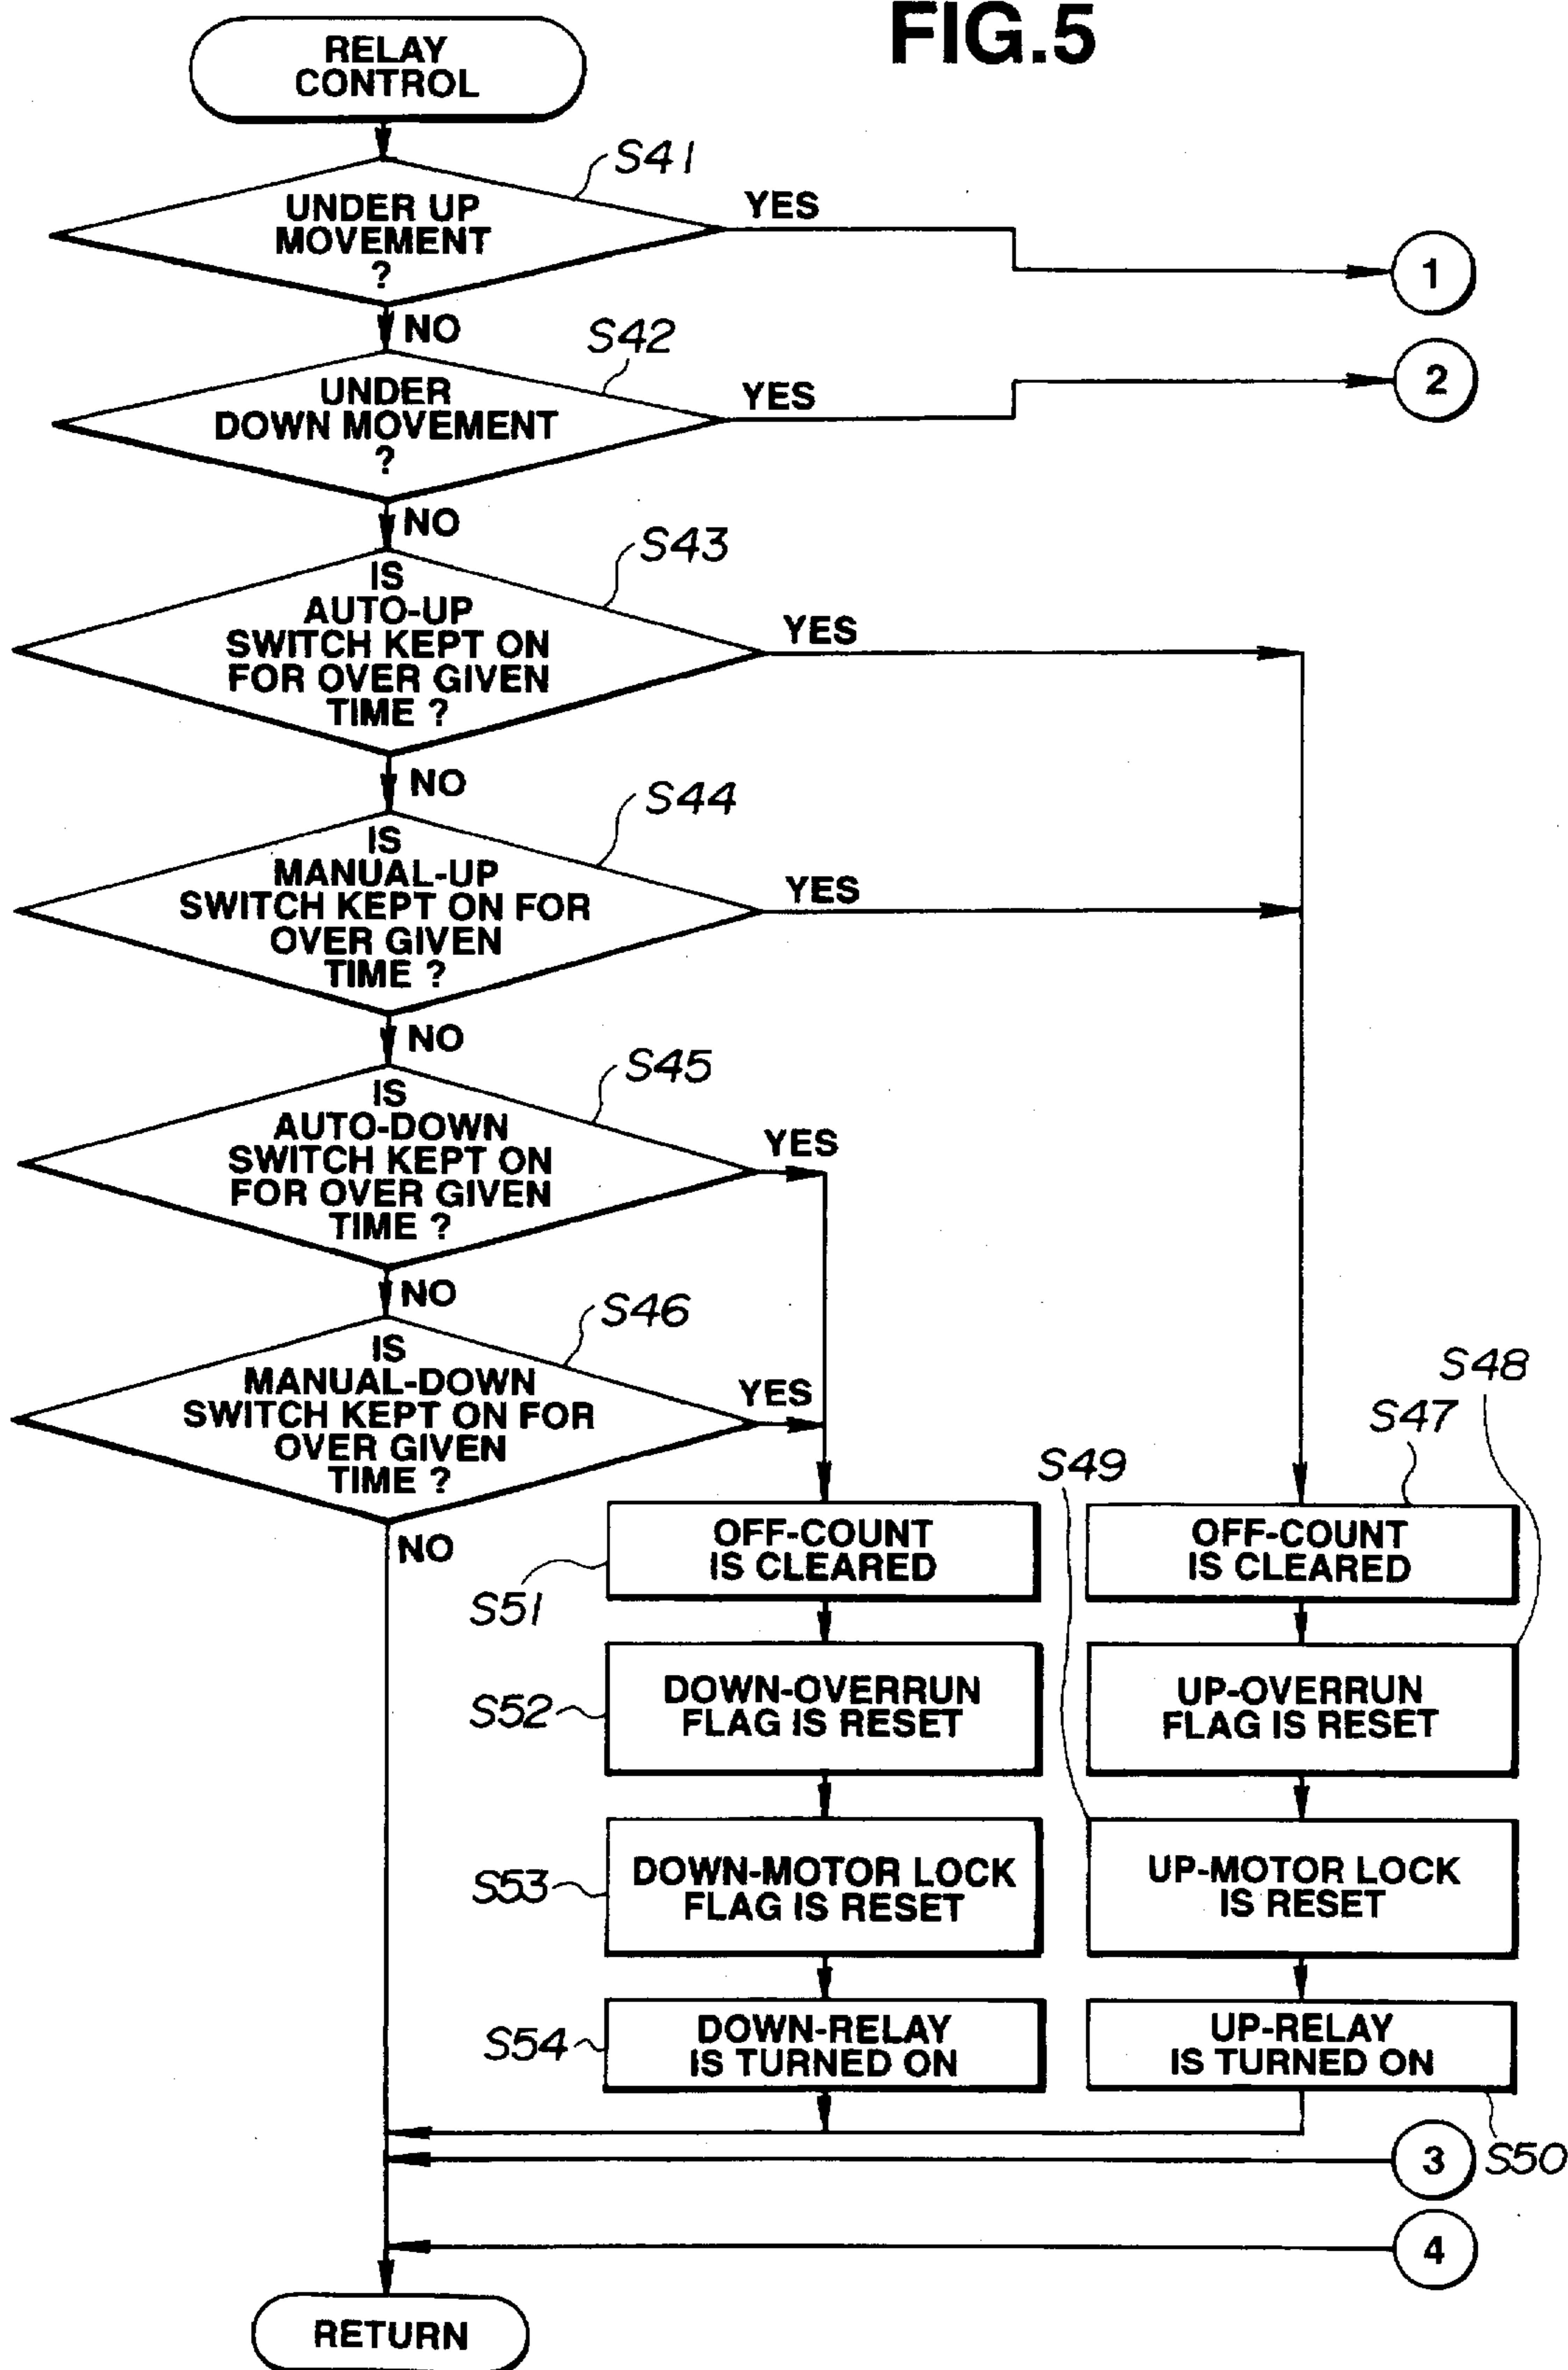 FIG.5
RELAY
CONTROL
S41
UNDER UP
MOVEMENT
?
YES
1
NO
S42
UNDER
DOWN MOVEMENT
?
YES
2
NO
S43
IS
AUTO-UP
SWITCH KEPT ON
FOR OVER GIVEN
TIME ?
YES
NO
S44
IS
MANUAL-UP
SWITCH KEPT ON FOR
OVER GIVEN
TIME ?
YES
NO
S45
IS
AUTO-DOWN
SWITCH KEPT ON
FOR OVER GIVEN
TIME ?
YES
NO
S46
IS
MANUAL-DOWN
SWITCH KEPT ON FOR
OVER GIVEN
TIME ?
YES
NO
S51
OFF-COUNT
IS CLEARED
S52
DOWN-OVERRUN
FLAG IS RESET
S53
DOWN-MOTOR LOCK
FLAG IS RESET
S54
DOWN-RELAY
IS TURNED ON
S47
OFF-COUNT
IS CLEARED
S48
UP-OVERRUN
FLAG IS RESET
S49
UP-MOTOR LOCK
IS RESET
UP-RELAY
IS TURNED ON
S50
3
4
RETURN